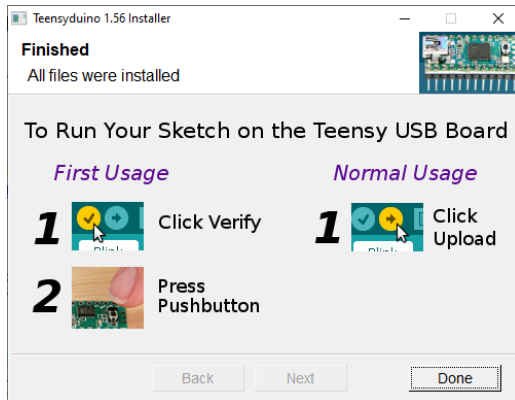 Teensyduino 1.56 Installer
Finished
All files were installed
To Run Your Sketch on the Teensy USB Board
First Usage
Normal Usage
1
Click Verify
1
Click
Upload
2
Press
Pushbutton
Back
Next
Done